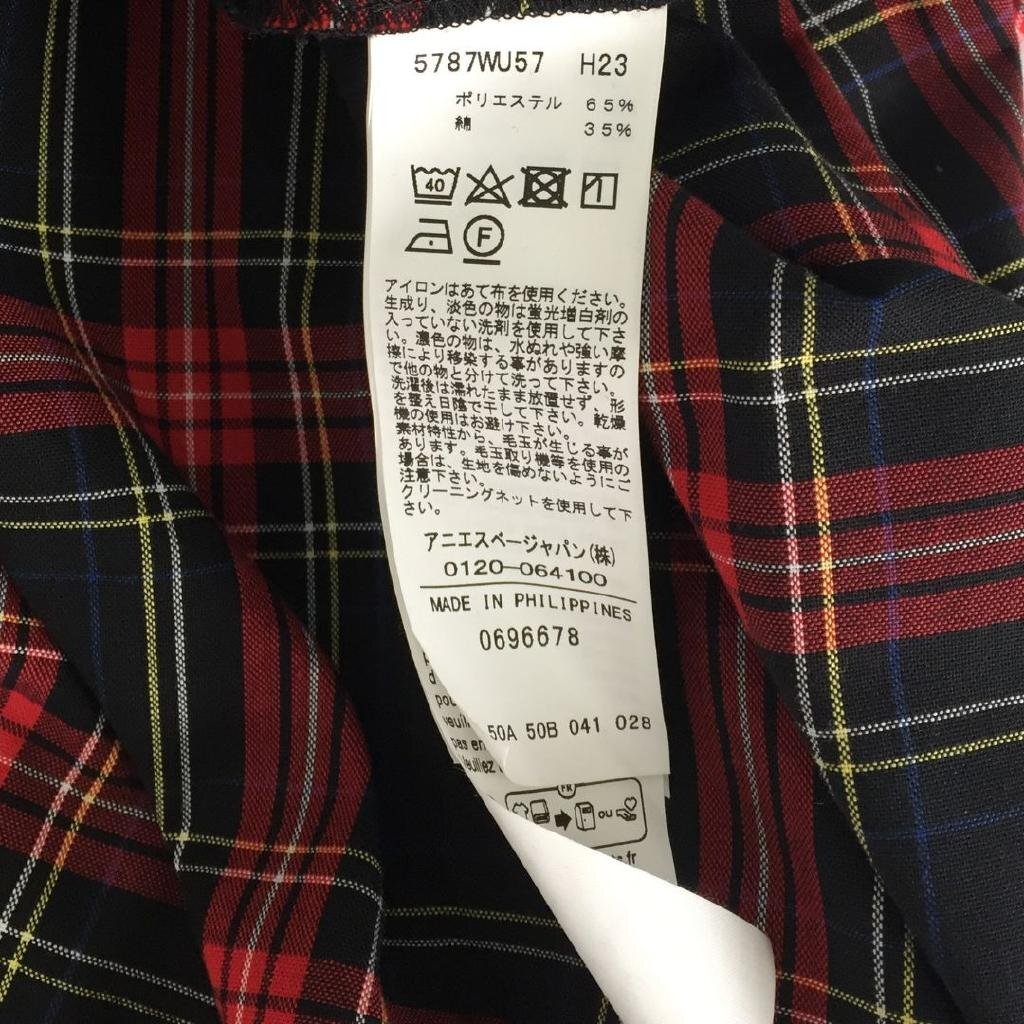 5787WU57 H23
ポリエステル 65%
綿 35%
40
F
アイロンはあて布を使用ください。
生成り、淡色の物は蛍光増白剤の
入っていない洗剤を使用して下さ
い。濃色の物は、水ぬれや強い摩
擦により移染する事がありますの
で他の物と分けて洗って下さい。
洗濯後は濡れたまま放置せず、形
を整え日陰で干して下さい。乾燥
機の使用はお避け下さい。
素材特性から、毛玉が生じる事が
あります。毛玉取り機等を使用の
場合は、生地を傷めないようにご
注意下さい。
クリーニングネットを使用して下
さい。
アニエスベージャパン(株)
0120-064100
MADE IN PHILIPPINES
0696678
50A 50B 041 028
pas en
FR
ou
.fr